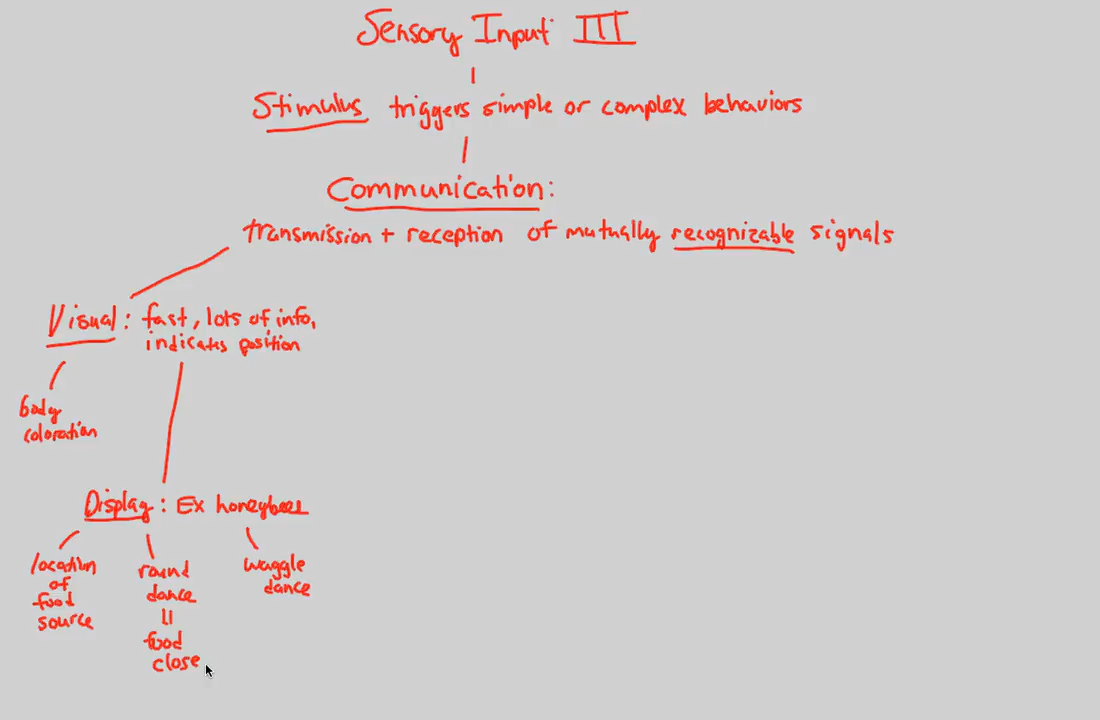 Sensory Input III
Stimulus triggers simple or complex behaviors
Communication:
transmission + reception of mutually recognizable signals
Visual: fast, lots of info,
indicates position
body
coloration
Display: Ex honeybees
location
of
food
source
round
dance
=
food
close
waggle
dance